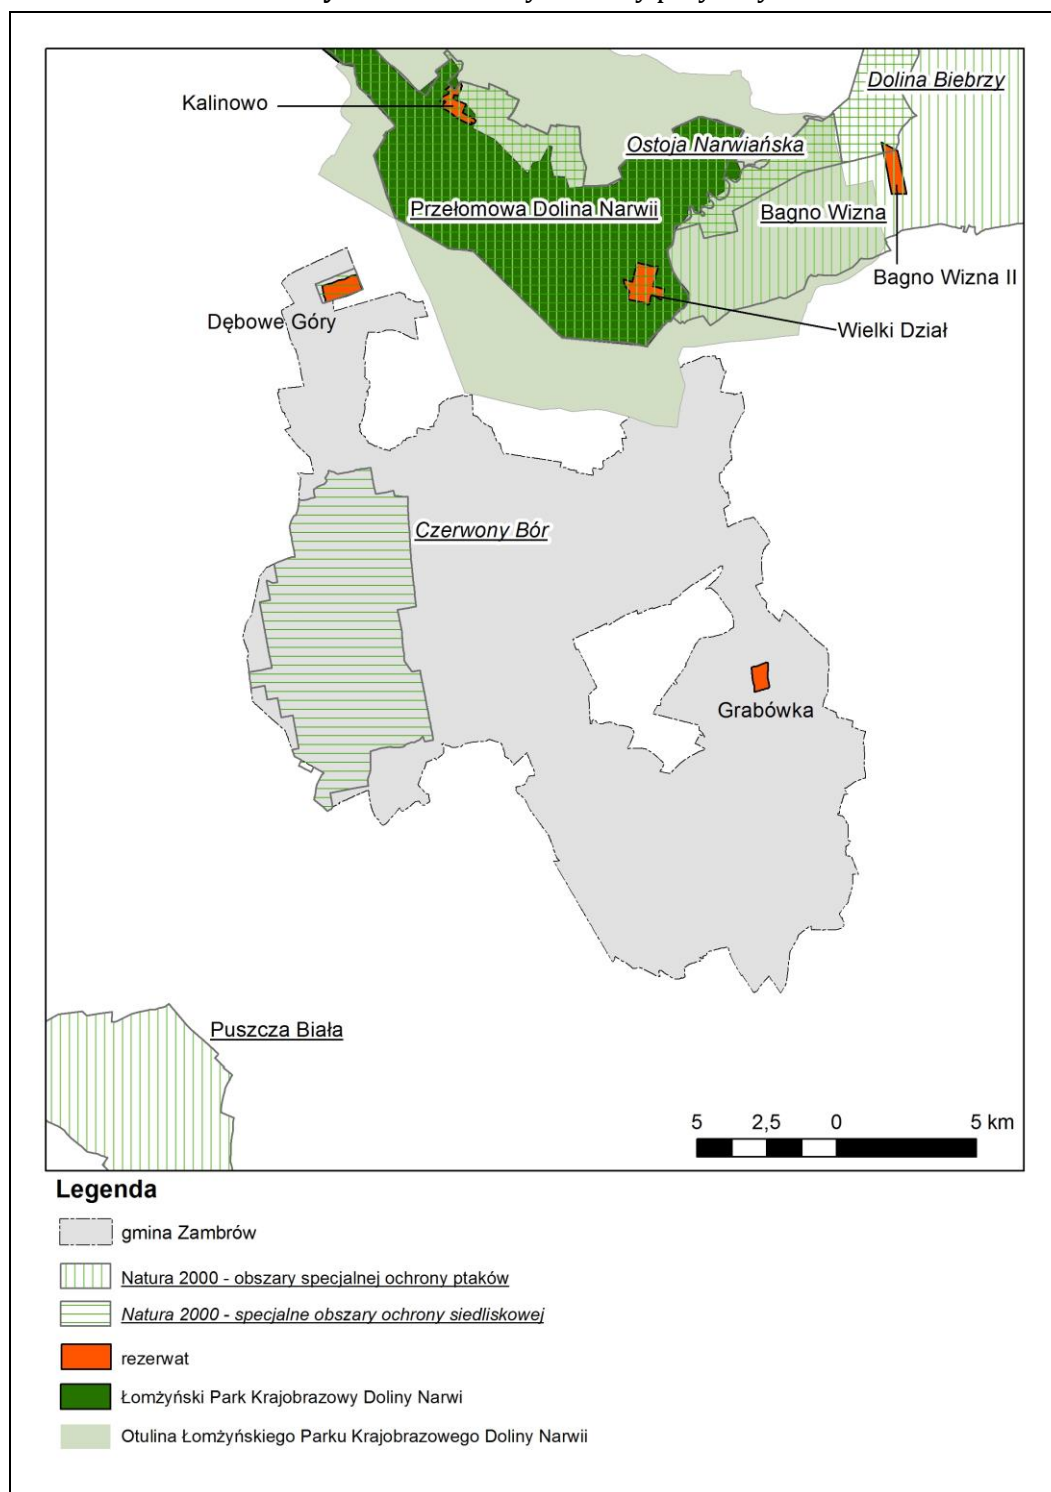 Kalinowo
Dolina Biebrzy
Ostoja Narwiańska
Przełomowa Dolina Narwii
Bagno Wizna
Bagno Wizna II
Dębowe Góry
Wielki Dział
Czerwony Bór
Grabówka
Puszcza Biała
5 2,5 0 5 km
Legenda
gmina Zambrów
Natura 2000 - obszary specjalnej ochrony ptaków
Natura 2000 - specjalne obszary ochrony siedliskowej
rezerwat
Łomżyński Park Krajobrazowy Doliny Narwi
Otulina Łomżyńskiego Parku Krajobrazowego Doliny Narwii